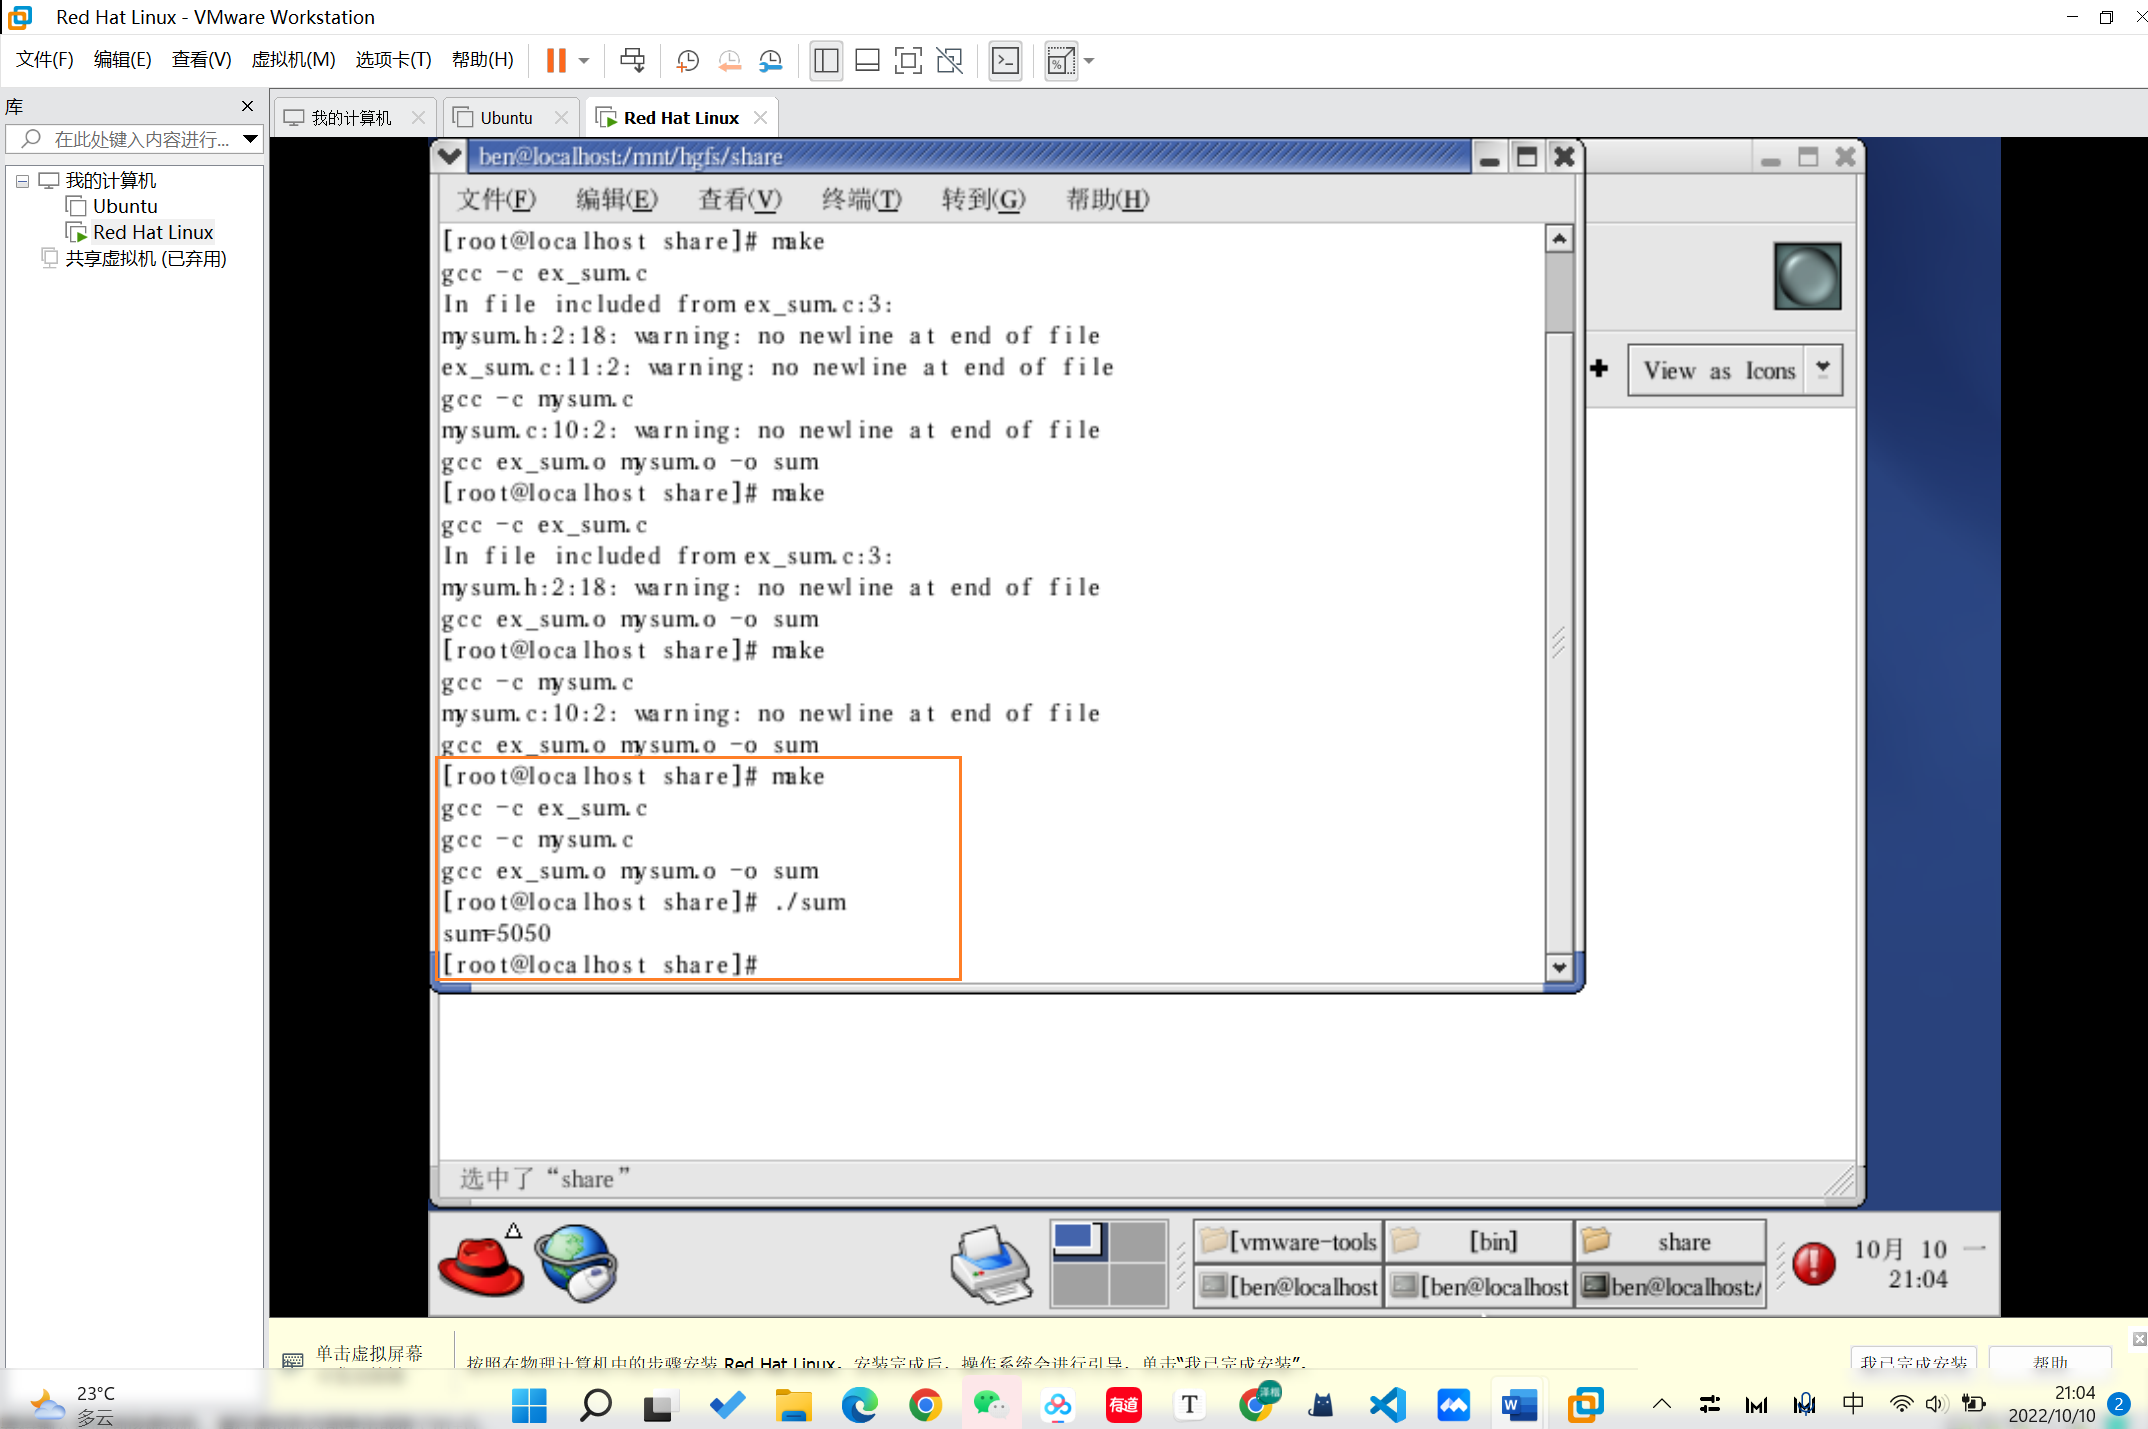 Red Hat Linux - VMware Workstation
文件(F) 编辑(E) 查看(V) 虚拟机(M) 选项卡(T) 帮助(H)
库
在此处键入内容进行...
我的计算机
Ubuntu
Red Hat Linux
共享虚拟机 (已弃用)
我的计算机 Ubuntu Red Hat Linux
ben@localhost:/mnt/hgfs/share
文件(F) 编辑(E) 查看(V) 终端(T) 转到(G) 帮助(H)
[root@localhost share]# make
gcc -c ex_sum.c
In file included from ex_sum.c:3:
mysum.h:2:18: warning: no newline at end of file
ex_sum.c:11:2: warning: no newline at end of file
gcc -c mysum.c
mysum.c:10:2: warning: no newline at end of file
gcc ex_sum.o mysum.o -o sum
[root@localhost share]# make
gcc -c ex_sum.c
In file included from ex_sum.c:3:
mysum.h:2:18: warning: no newline at end of file
gcc ex_sum.o mysum.o -o sum
[root@localhost share]# make
gcc -c mysum.c
mysum.c:10:2: warning: no newline at end of file
gcc ex_sum.o mysum.o -o sum
[root@localhost share]# make
gcc -c ex_sum.c
gcc -c mysum.c
gcc ex_sum.o mysum.o -o sum
[root@localhost share]# ./sum
sum=5050
[root@localhost share]#
View as Icons
选中了 “share”
[vmware-tools [bin] share
[ben@localhost [ben@localhost ben@localhost:/
10月 10 一
21:04
单击虚拟屏幕
按照在物理计算机中的步骤安装 Red Hat Linux。安装完成后，操作系统会进行引导，单击“我已完成安装”。
我已完成安装 帮助
23°C
多云
有道
T
泽楷
W
中
21:04
2022/10/10
2